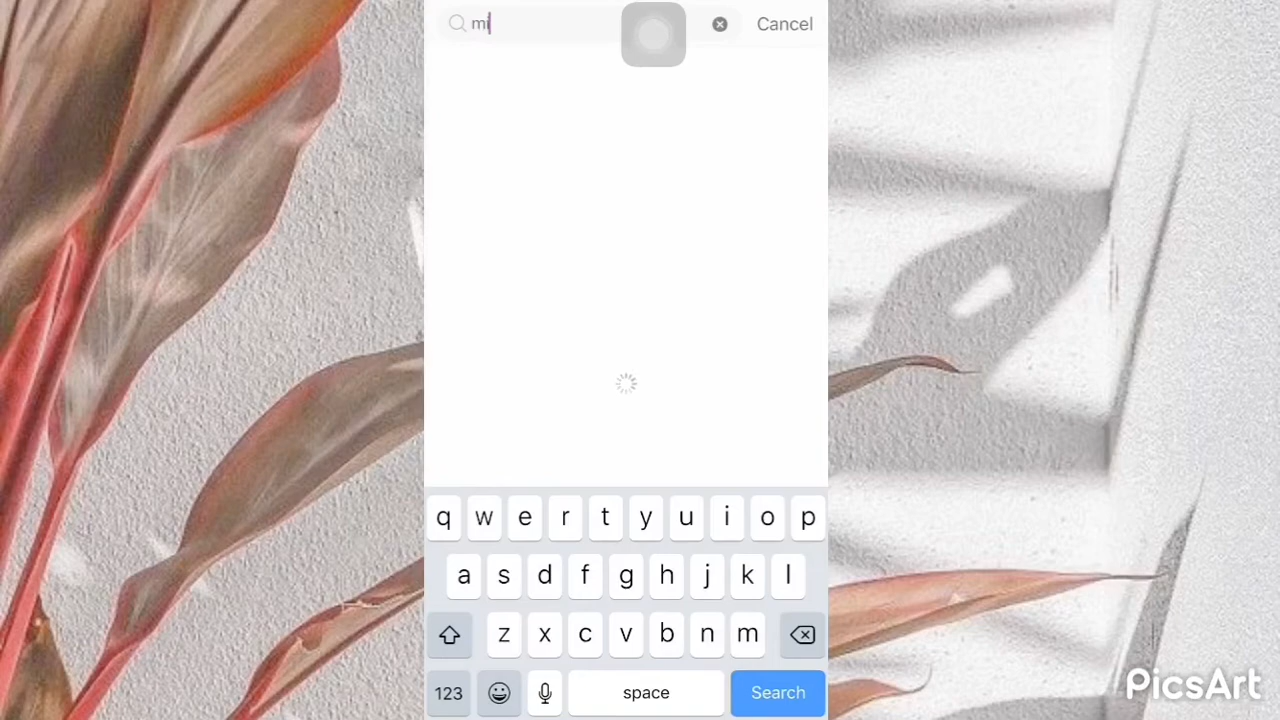 mi
Cancel
q w e r t y u i o p
a s d f g h j k l
z x c v b n m
123 space Search
PicsArt